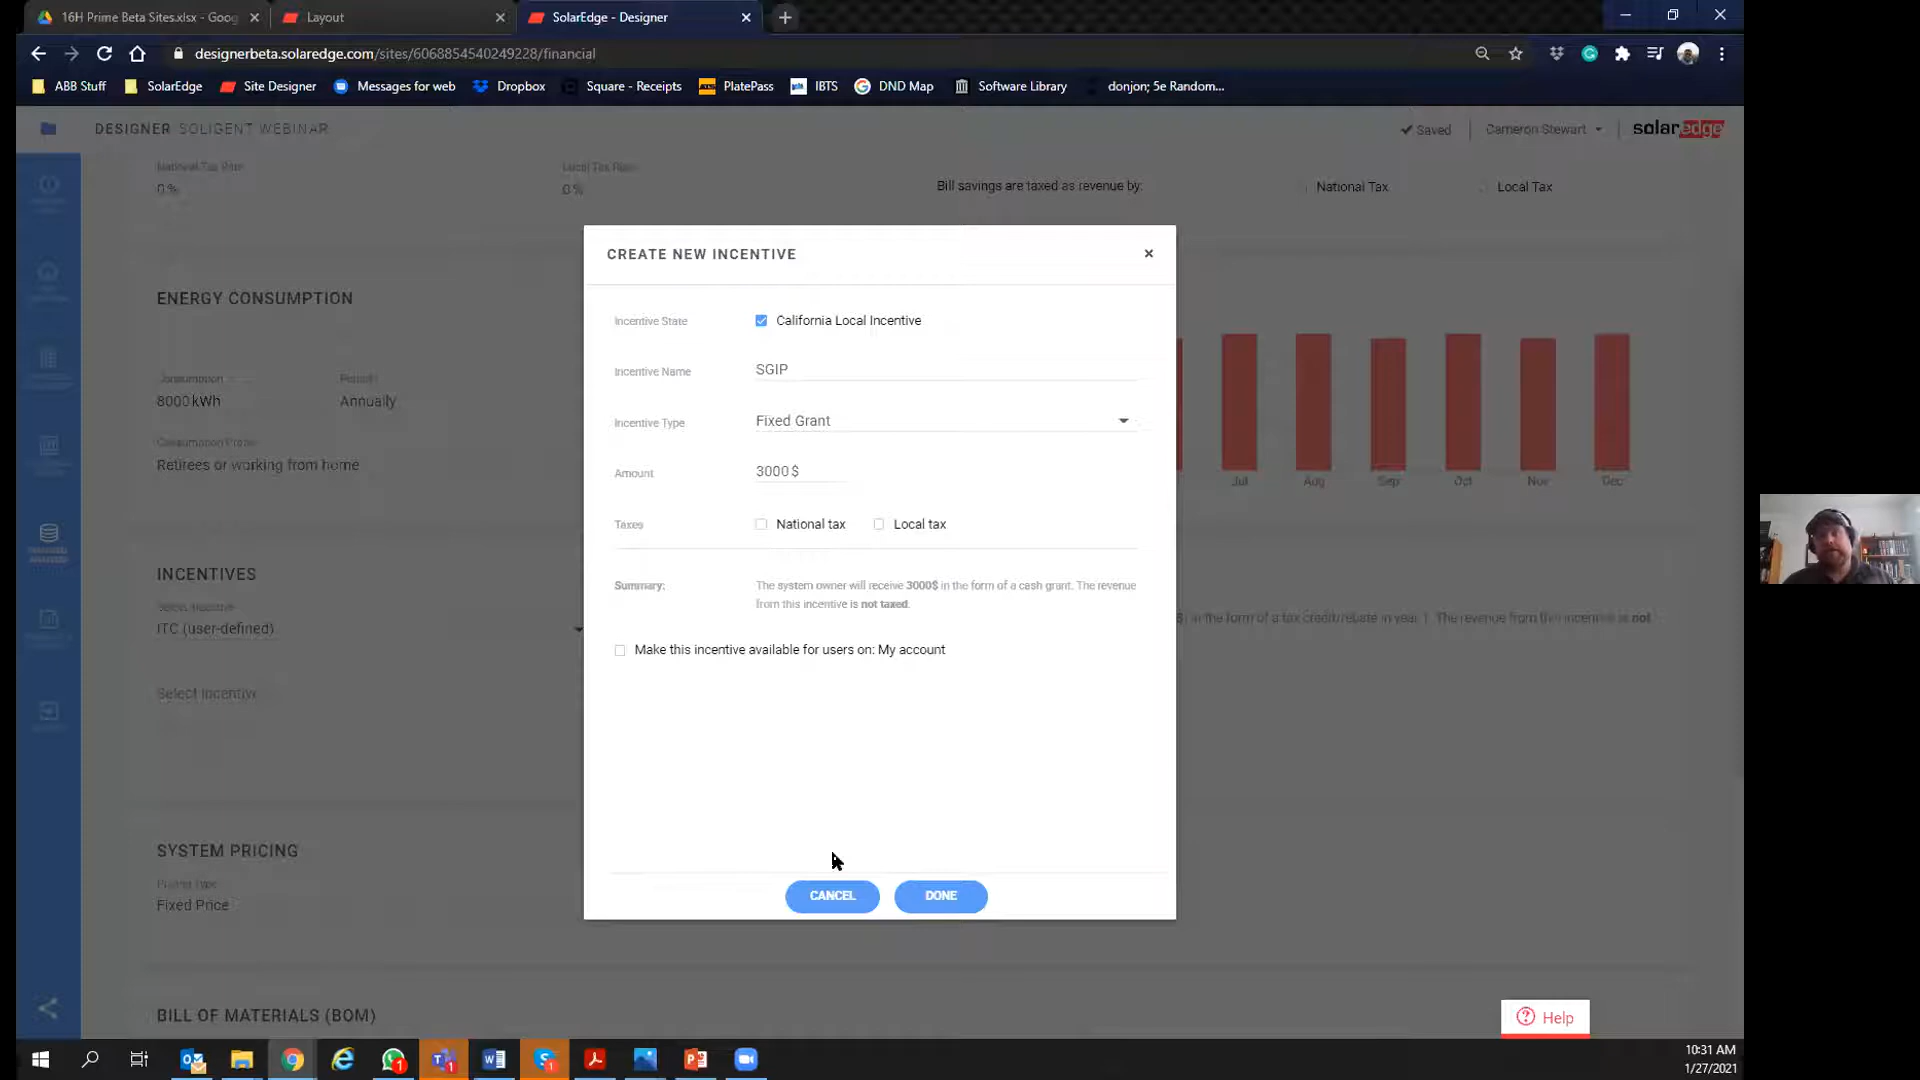 16H Prime Beta Sites.xlsx - Goog
Layout
SolarEdge - Designer
designerbeta.solaredge.com/sites/6068854540249228/financial
ABB Stuff
SolarEdge
Site Designer
Messages for web
Dropbox
Square - Receipts
PlatePass
IBTS
DND Map
Software Library
donjon; 5e Random...
DESIGNER SOLIGENT WEBINAR
Saved
Cameron Stewart
solaredge
National Tax Rate
0 %
Local Tax Rate
0 %
Bill savings are taxed as revenue by:
National Tax
Local Tax
CREATE NEW INCENTIVE
ENERGY CONSUMPTION
Incentive State
California Local Incentive
Incentive Name
SGIP
Consumption
8000 kWh
Period
Annually
Incentive Type
Fixed Grant
Consumption Profile
Retirees or working from home
Amount
3000 $
Jul
Aug
Sep
Oct
Nov
Dec
Taxes
National tax
Local tax
INCENTIVES
Summary:
The system owner will receive 3000$ in the form of a cash grant. The revenue
from this incentive is not taxed.
Select Incentive
ITC (user-defined)
in the form of a tax credit/rebate in year 1. The revenue from this incentive is not
Make this incentive available for users on: My account
Select Incentive
SYSTEM PRICING
Fixed Price
CANCEL
DONE
BILL OF MATERIALS (BOM)
Help
10:31 AM
1/27/2021